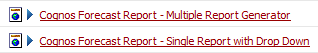 Cognos Forecast Report - Multiple Report Generator
Cognos Forecast Report - Single Report with Drop Down